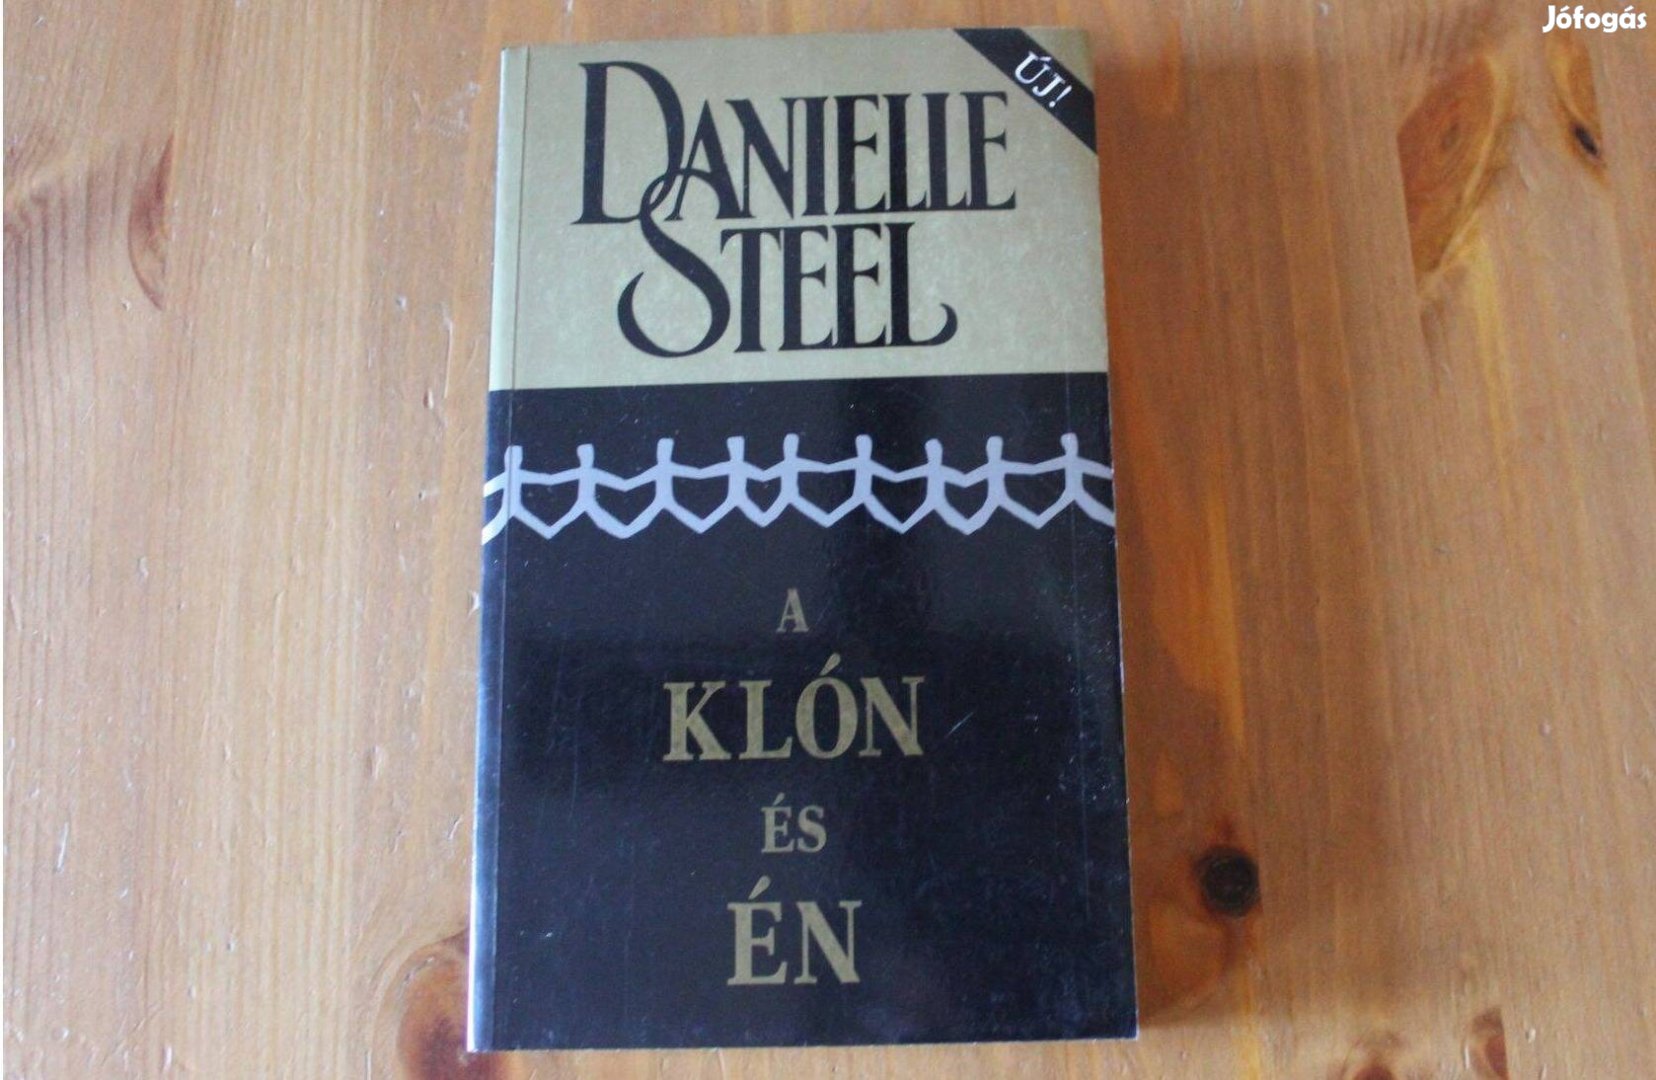 Jófogás
ÚJ!
DANIELLE
STEEL
A
KLÓN
ÉS
ÉN